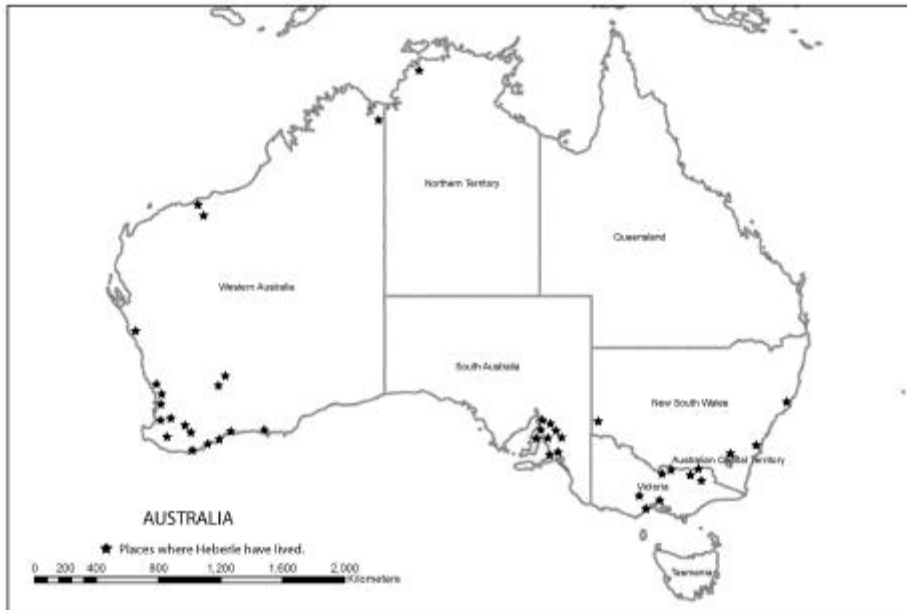 Northern Territory
Queensland
Western Australia
South Australia
New South Wales
Australian Capital Territory
Victoria
AUSTRALIA
Places where Heberle have lived.
Tasmania
0 200 400 800 1,200 1,600 2,000
Kilometers